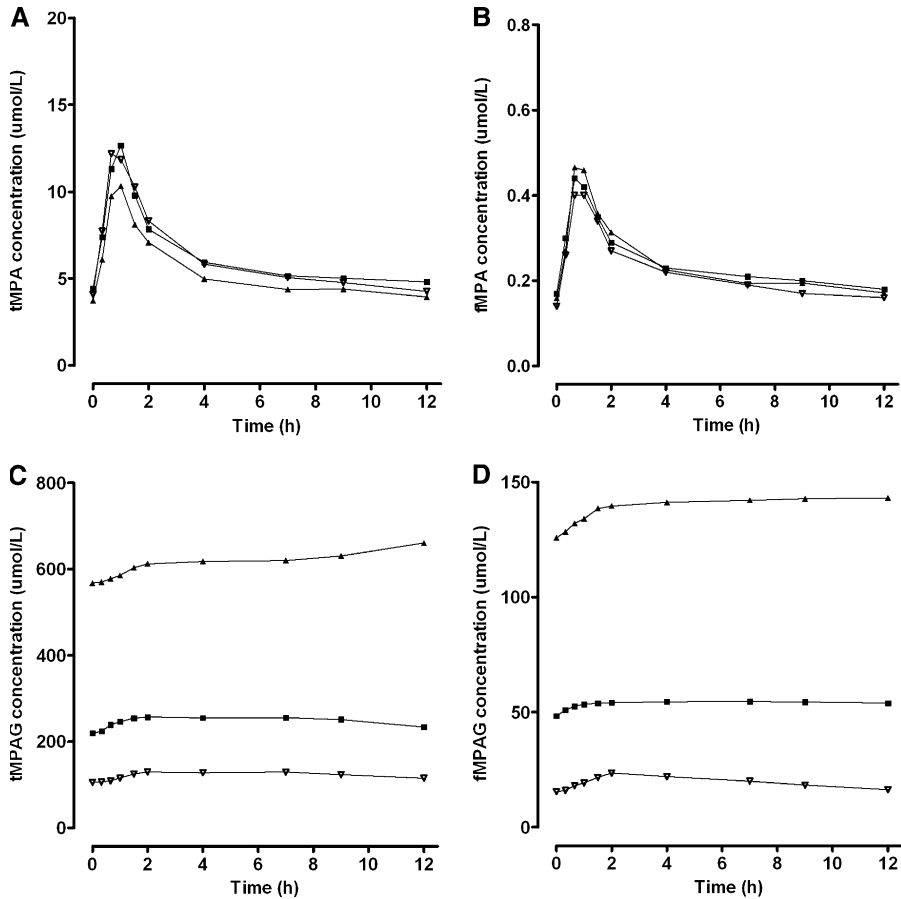 A
tMPA concentration (umol/L)
20
15
10
5
0
0 2 4 6 8 10 12
Time (h)
B
fMPA concentration (umol/L)
0.8
0.6
0.4
0.2
0.0
0 2 4 6 8 10 12
Time (h)
C
tMPAG concentration (umol/L)
800
600
400
200
0
0 2 4 6 8 10 12
Time (h)
D
fMPAG concentration (umol/L)
150
100
50
0
0 2 4 6 8 10 12
Time (h)